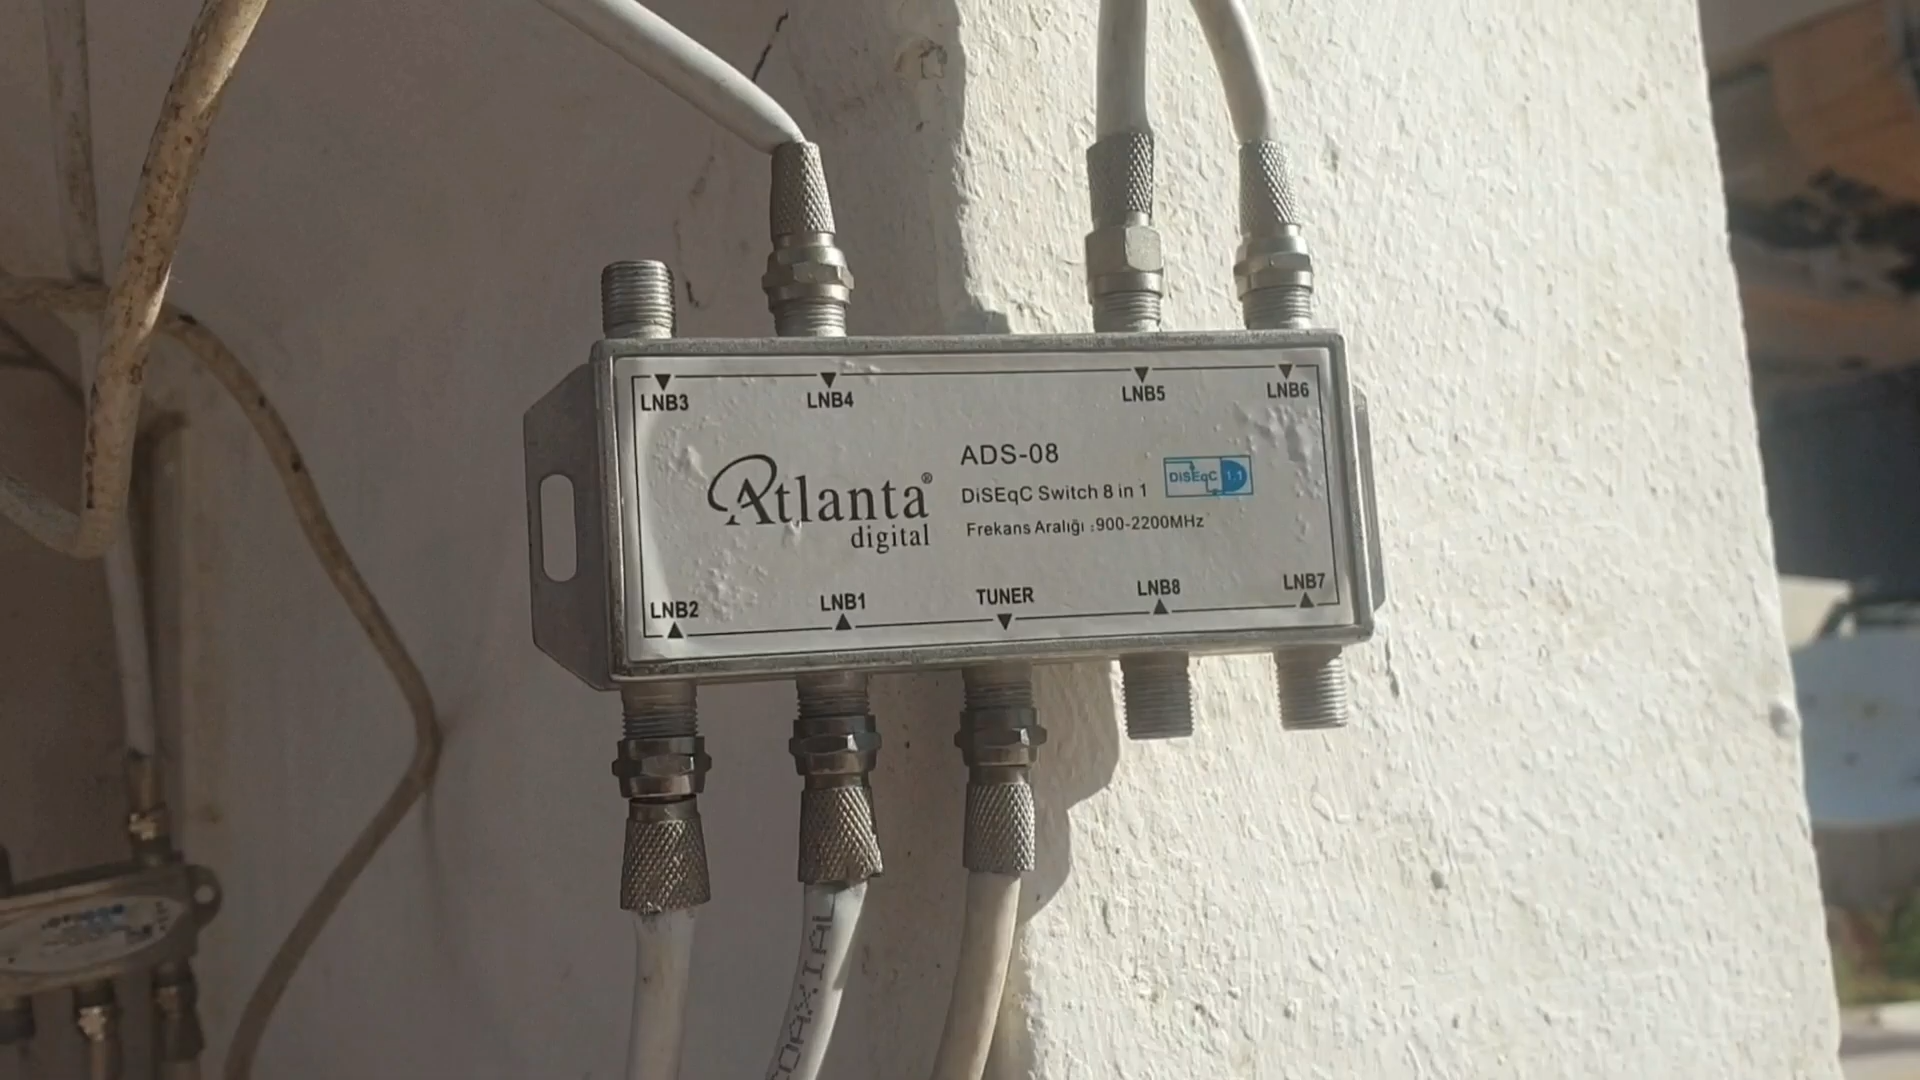 LNB3 LNB4 LNB5 LNB6
Atlanta®
digital
ADS-08
DiSEqC Switch 8 in 1
DiSEqC 1.1
Frekans Aralığı :900-2200MHz
LNB2 LNB1 TUNER LNB8 LNB7
COAXIAL